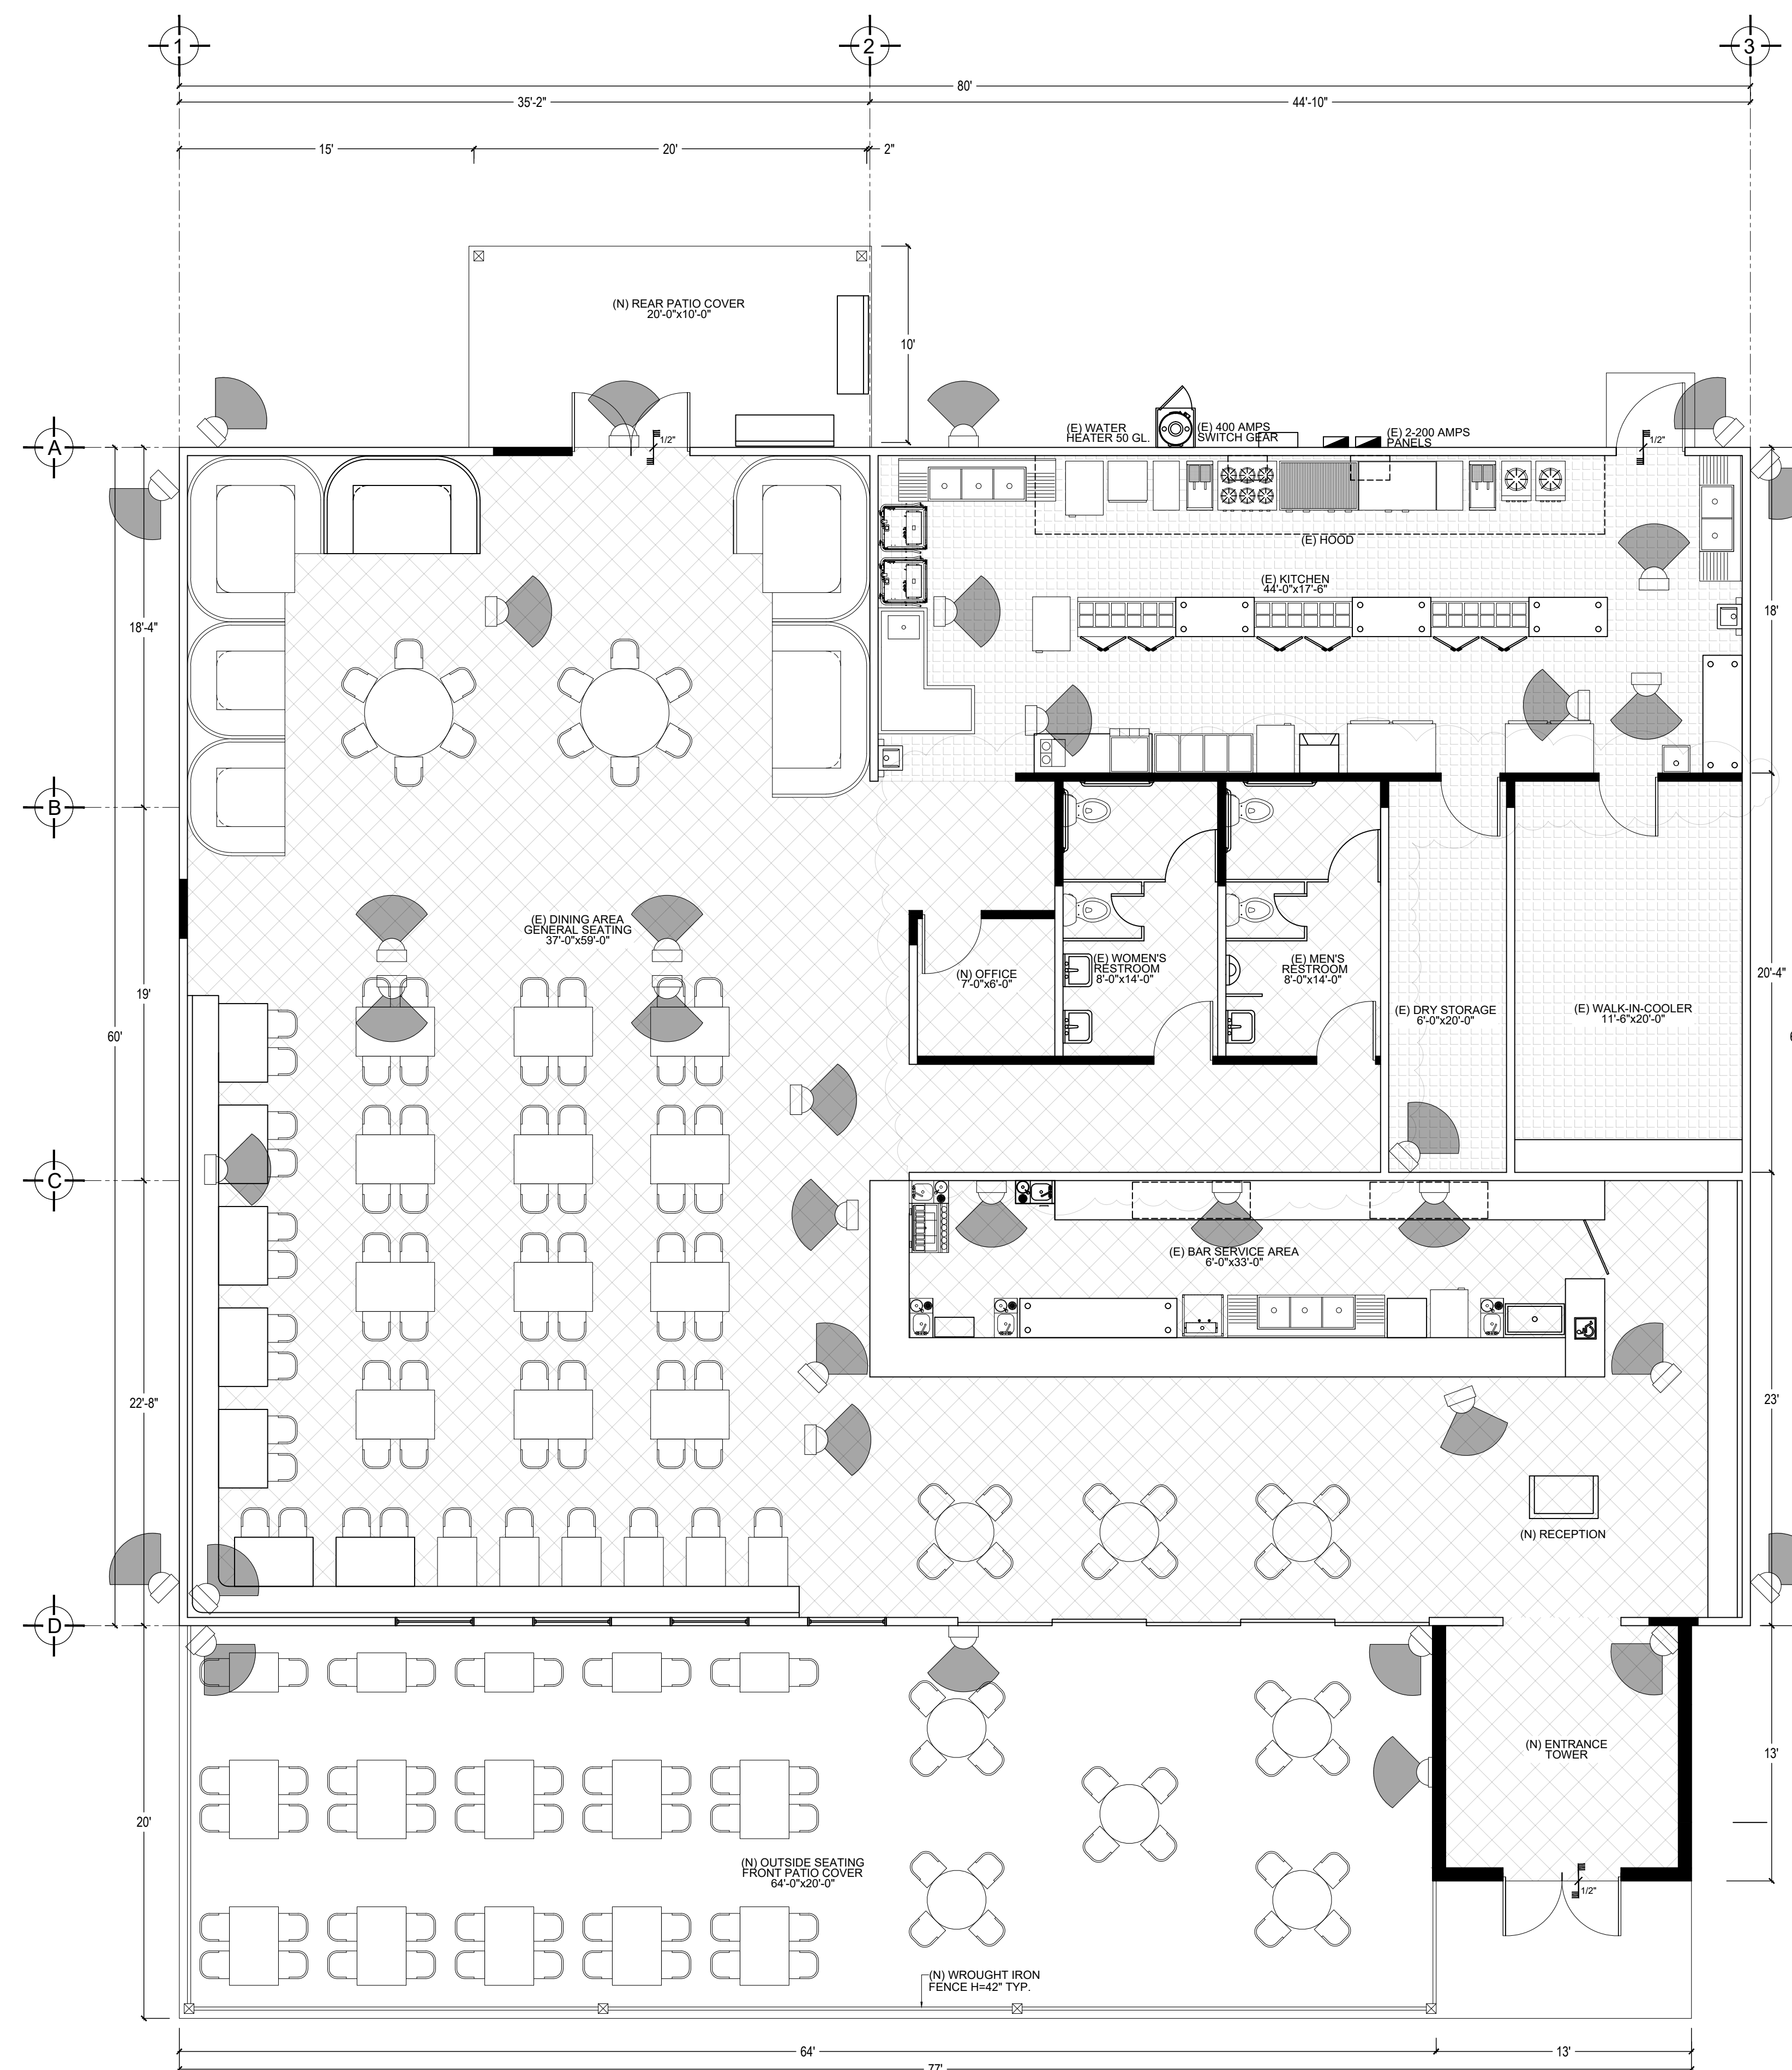 1
2
3
80'
35'-2"
44'-10"
15'
20'
2"
(N) REAR PATIO COVER
20'-0"x10'-0"
10'
A
(E) WATER
HEATER 50 GL.
(E) 400 AMPS
SWITCH GEAR
(E) 2-200 AMPS
PANELS
1/2"
1/2"
(E) HOOD
(E) KITCHEN
44'-0"x17'-6"
18'-4"
18'
B
(E) DINING AREA
GENERAL SEATING
37'-0"x59'-0"
(N) OFFICE
7'-0"x6'-0"
(E) WOMEN'S
RESTROOM
8'-0"x14'-0"
(E) MEN'S
RESTROOM
8'-0"x14'-0"
(E) DRY STORAGE
6'-0"x20'-0"
(E) WALK-IN-COOLER
11'-6"x20'-0"
20'-4"
19'
60'
C
(E) BAR SERVICE AREA
6'-0"x33'-0"
22'-8"
23'
(N) RECEPTION
D
(N) ENTRANCE
TOWER
13'
20'
(N) OUTSIDE SEATING
FRONT PATIO COVER
64'-0"x20'-0"
1/2"
(N) WROUGHT IRON
FENCE H=42" TYP.
64'
13'
77'